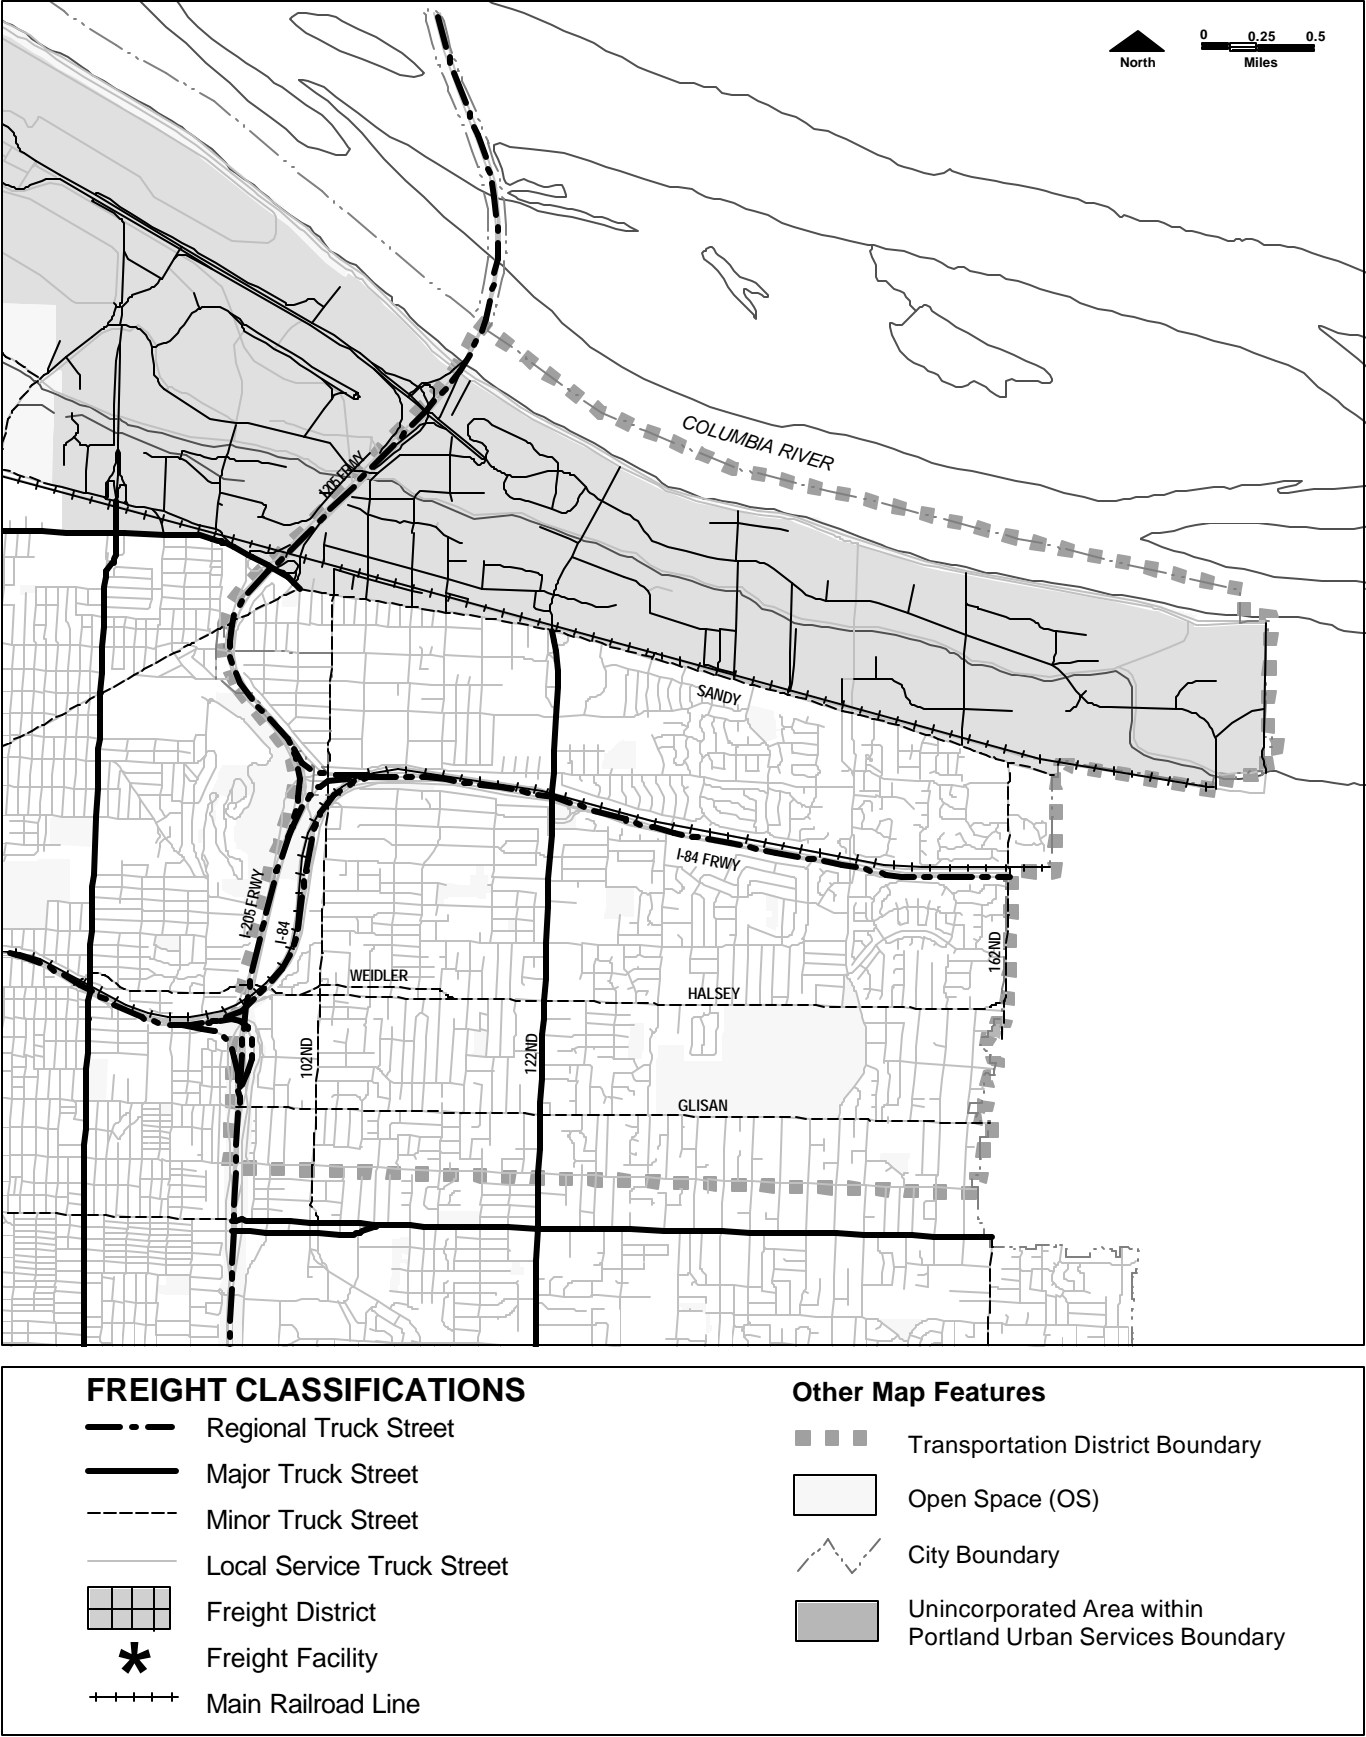 0 0.25 0.5
North Miles
COLUMBIA RIVER
I-205 FRWY
SANDY
I-84 FRWY
I-205 FRWY
I-84
162ND
WEIDLER
HALSEY
102ND
122ND
GLISAN
FREIGHT CLASSIFICATIONS
Regional Truck Street
Major Truck Street
Minor Truck Street
Local Service Truck Street
Freight District
Freight Facility
Main Railroad Line
Other Map Features
Transportation District Boundary
Open Space (OS)
City Boundary
Unincorporated Area within
Portland Urban Services Boundary